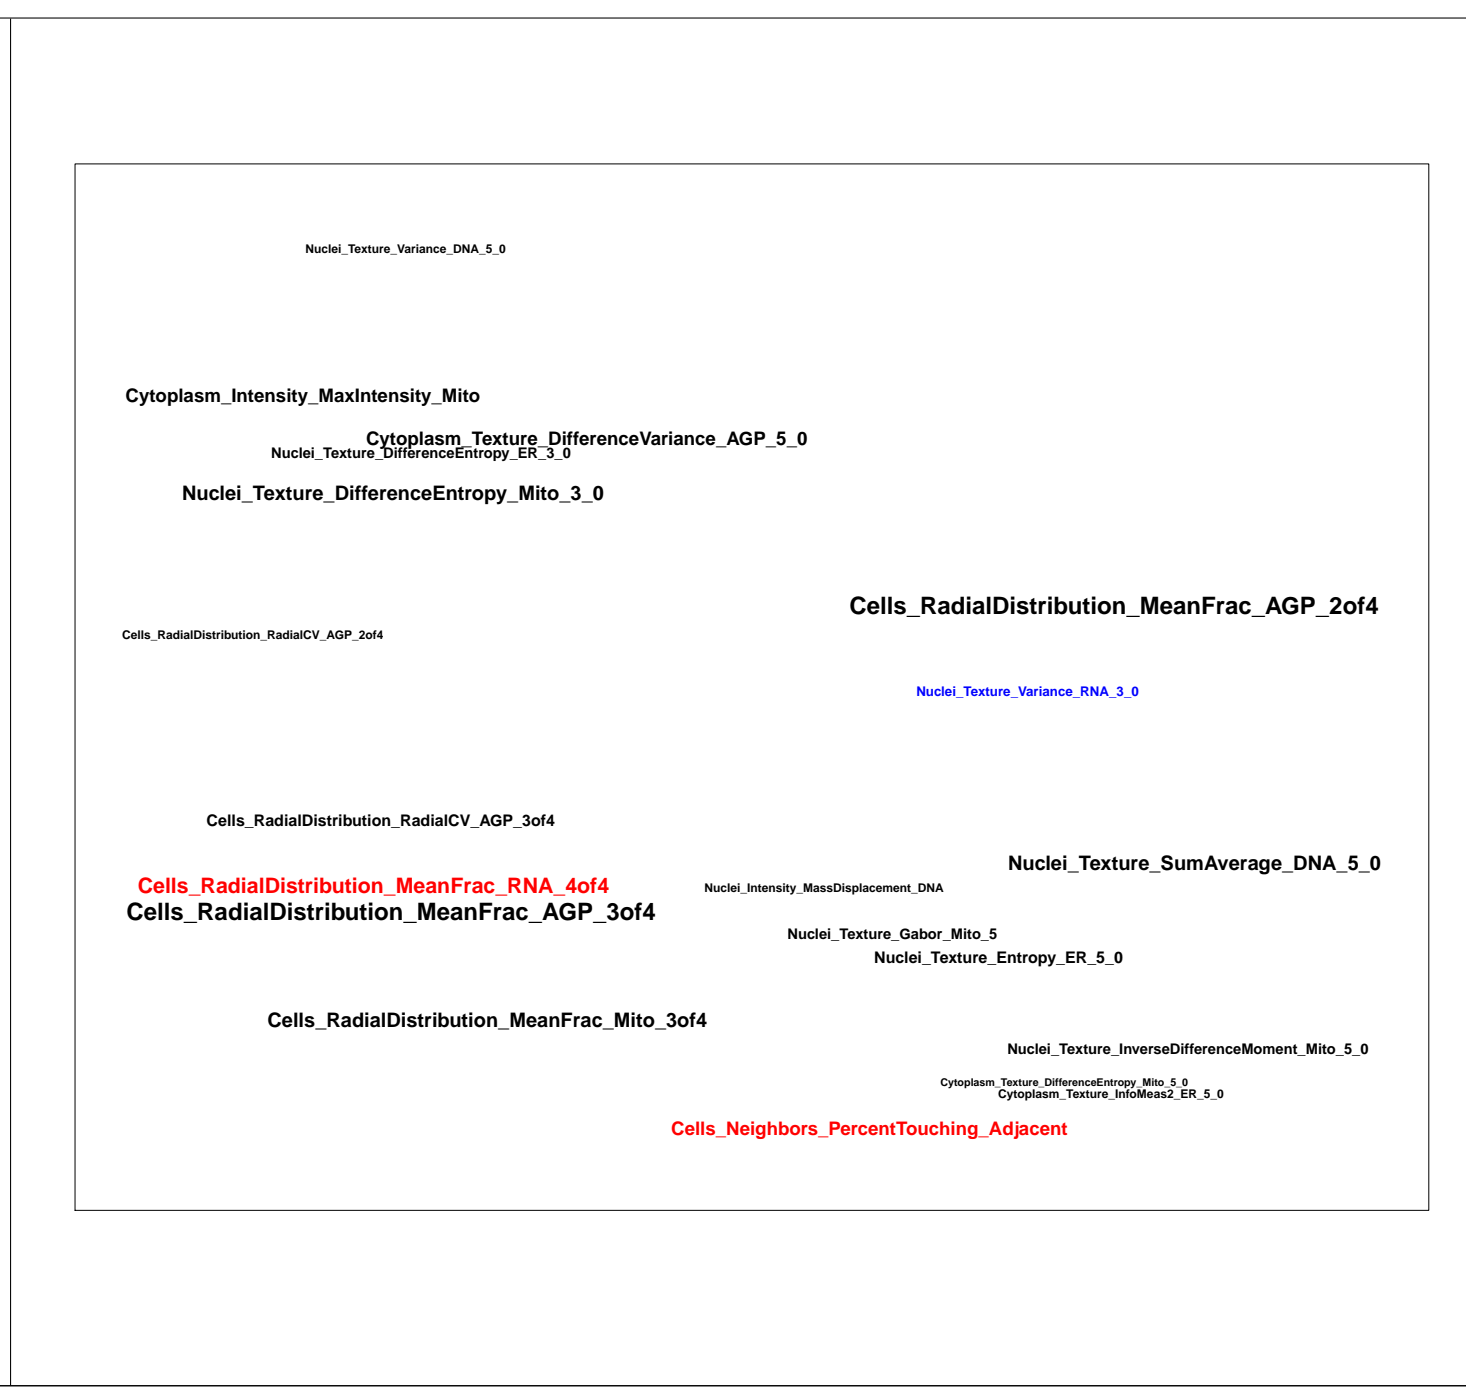 Nuclei_Texture_Variance_DNA_5_0
Cytoplasm_Intensity_MaxIntensity_Mito
Cytoplasm_Texture_DifferenceVariance_AGP_5_0
Nuclei_Texture_DifferenceEntropy_ER_3_0
Nuclei_Texture_DifferenceEntropy_Mito_3_0
Cells_RadialDistribution_MeanFrac_AGP_2of4
Cells_RadialDistribution_RadialCV_AGP_2of4
Nuclei_Texture_Variance_RNA_3_0
Cells_RadialDistribution_RadialCV_AGP_3of4
Nuclei_Texture_SumAverage_DNA_5_0
Cells_RadialDistribution_MeanFrac_RNA_4of4
Nuclei_Intensity_MassDisplacement_DNA
Cells_RadialDistribution_MeanFrac_AGP_3of4
Nuclei_Texture_Gabor_Mito_5
Nuclei_Texture_Entropy_ER_5_0
Cells_RadialDistribution_MeanFrac_Mito_3of4
Nuclei_Texture_InverseDifferenceMoment_Mito_5_0
Cytoplasm_Texture_DifferenceEntropy_Mito_5_0
Cytoplasm_Texture_InfoMeas2_ER_5_0
Cells_Neighbors_PercentTouching_Adjacent